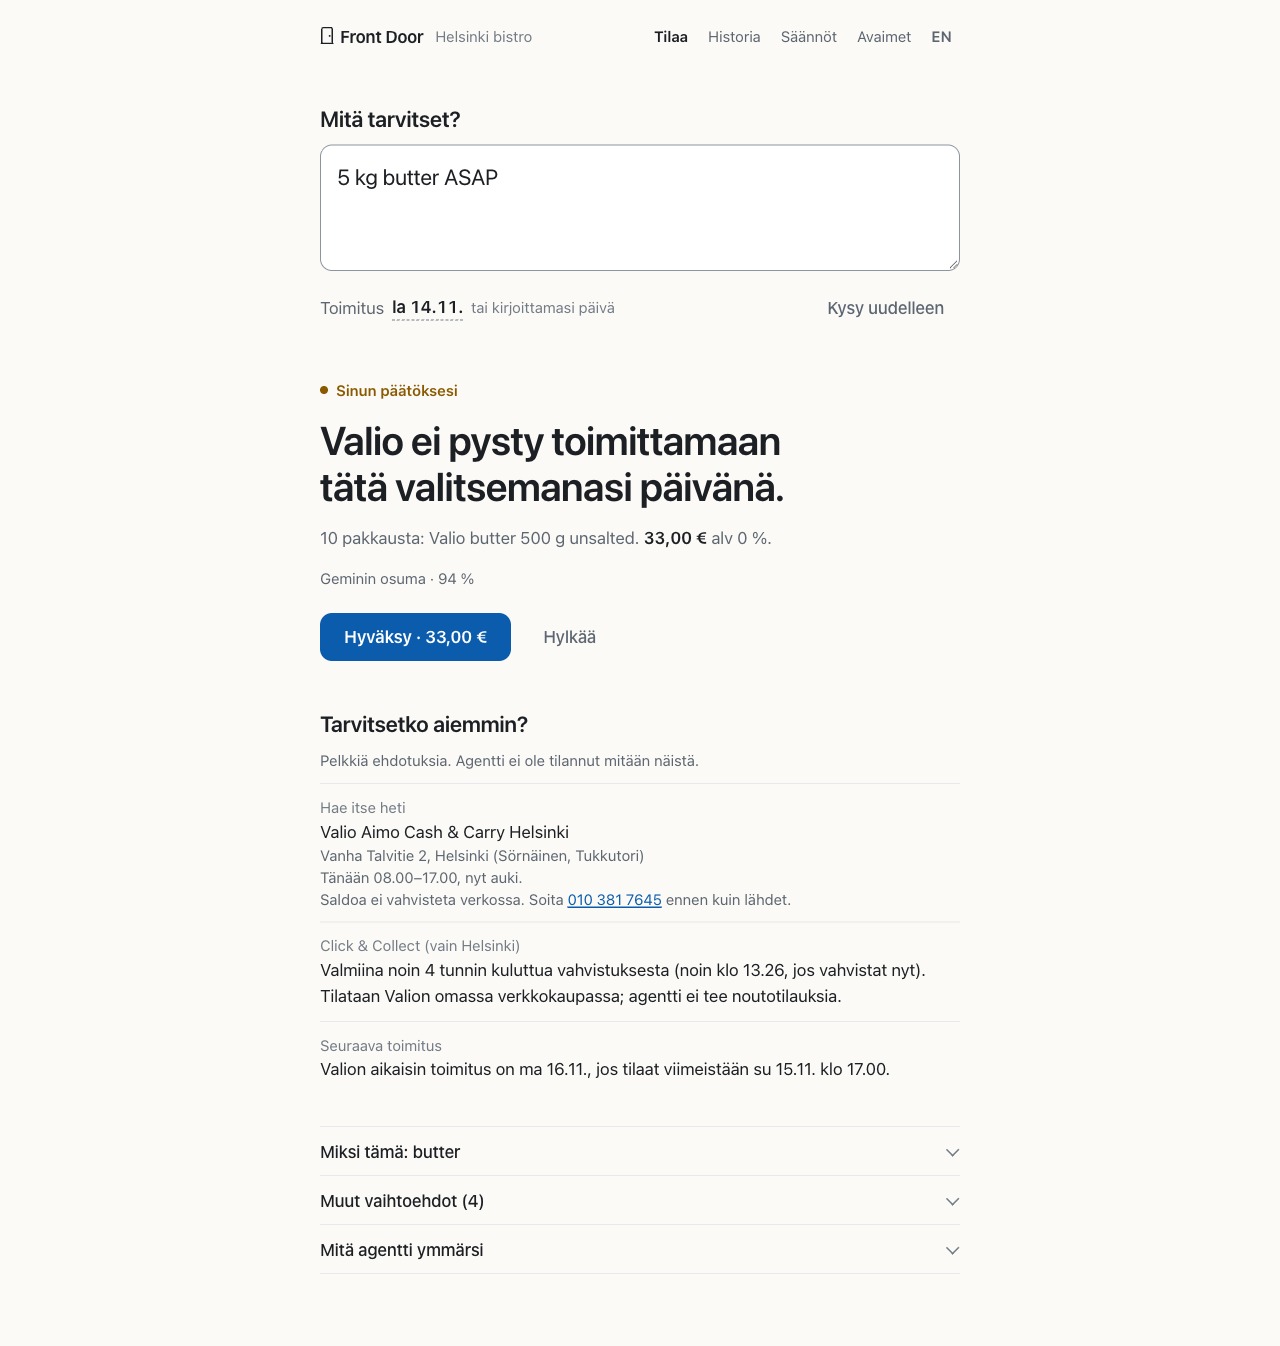 Front Door Helsinki bistro Tilaa Historia Säännöt Avaimet EN
Mitä tarvitset?
5 kg butter ASAP
Toimitus la 14.11. tai kirjoittamasi päivä Kysy uudelleen
Sinun päätöksesi
Valio ei pysty toimittamaan
tätä valitsemanasi päivänä.
10 pakkausta: Valio butter 500 g unsalted. 33,00 € alv 0 %.
Geminin osuma · 94 %
Hyväksy · 33,00 € Hylkää
Tarvitsetko aiemmin?
Pelkkiä ehdotuksia. Agentti ei ole tilannut mitään näistä.
Hae itse heti
Valio Aimo Cash & Carry Helsinki
Vanha Talvitie 2, Helsinki (Sörnäinen, Tukkutori)
Tänään 08.00–17.00, nyt auki.
Saldoa ei vahvisteta verkossa. Soita 010 381 7645 ennen kuin lähdet.
Click & Collect (vain Helsinki)
Valmiina noin 4 tunnin kuluttua vahvistuksesta (noin klo 13.26, jos vahvistat nyt).
Tilataan Valion omassa verkkokaupassa; agentti ei tee noutotilauksia.
Seuraava toimitus
Valion aikaisin toimitus on ma 16.11., jos tilaat viimeistään su 15.11. klo 17.00.
Miksi tämä: butter
Muut vaihtoehdot (4)
Mitä agentti ymmärsi